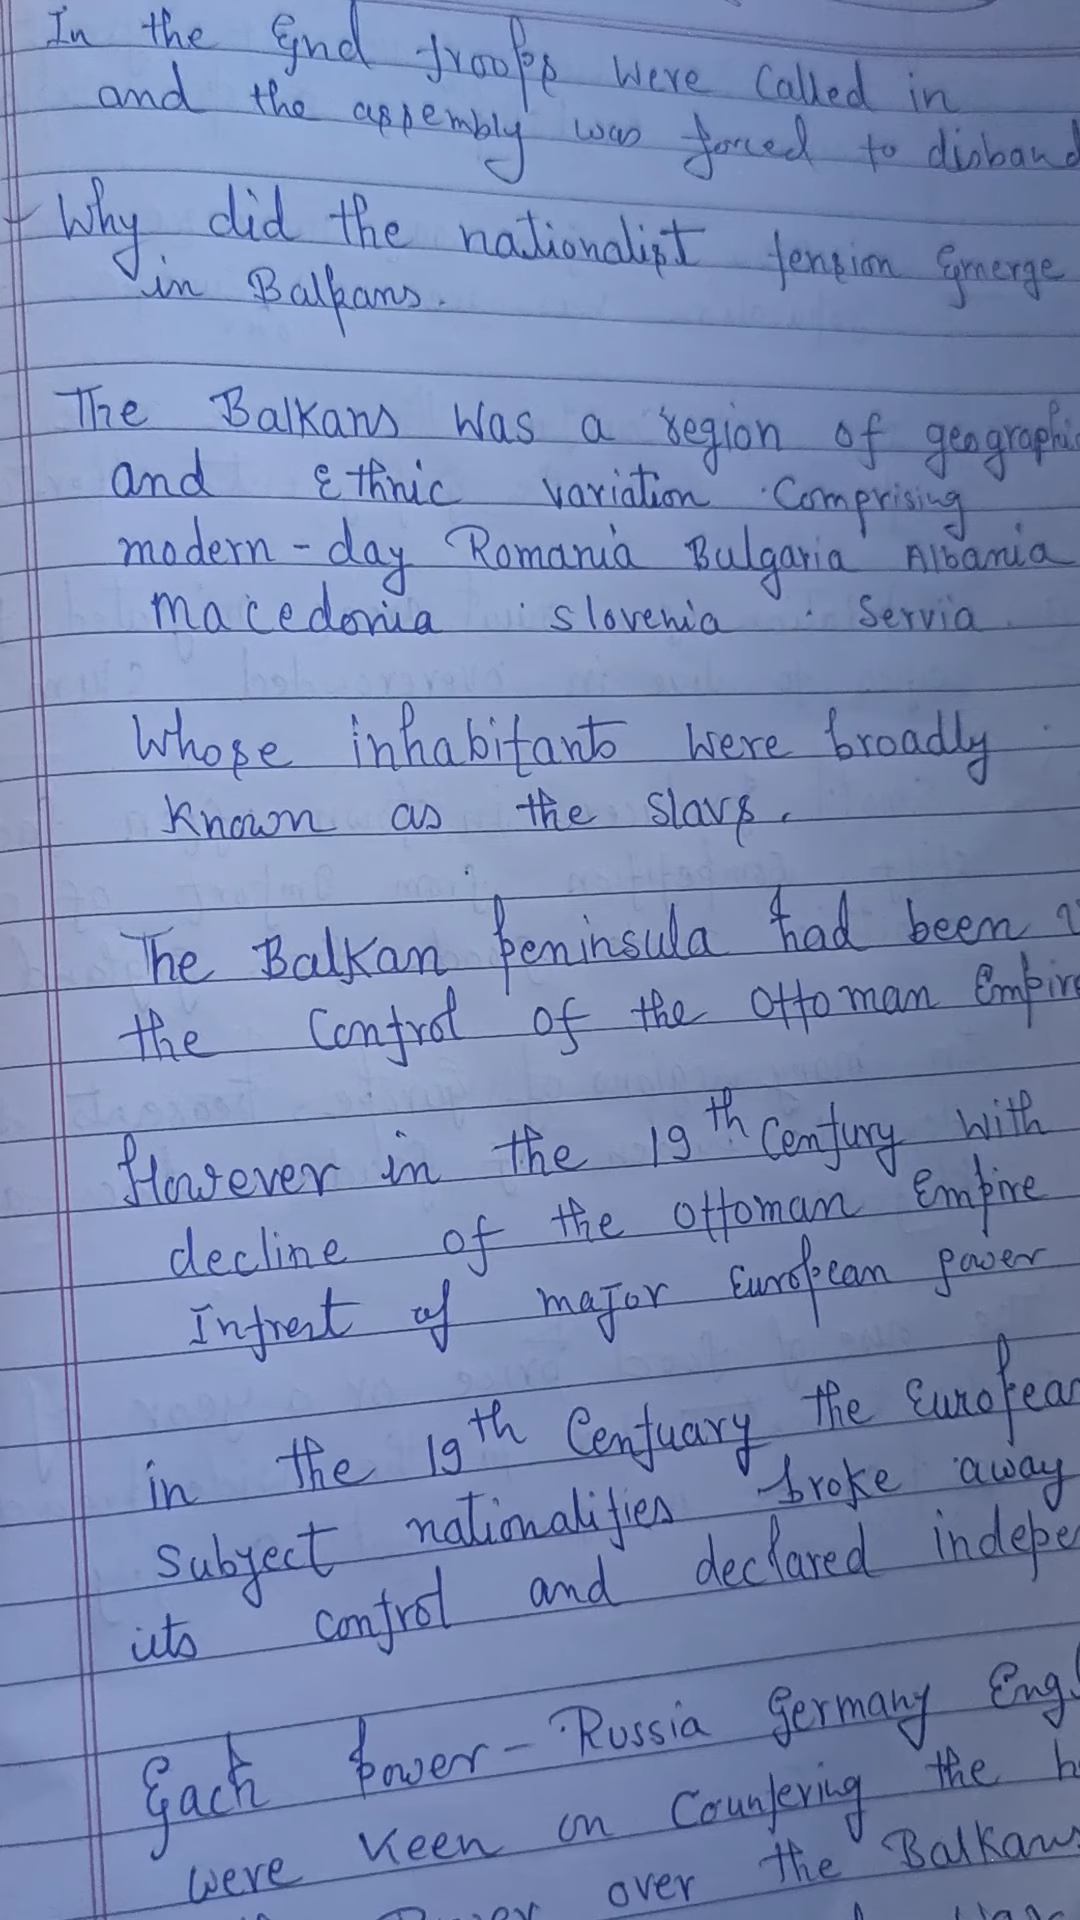 In the End troops were called in
and the assembly was forced to disband
Why did the nationalist tension Emerge
in Balkans.
The Balkans was a region of geographic
and Ethnic variation Comprising
modern-day Romania Bulgaria Albania
Macedonia slovenia Servia
Whose inhabitants were broadly
Known as the slavs.
The Balkan peninsula had been
the Control of the Ottoman Empire
However in the 19th Century with
decline of the Ottoman Empire
Intrest of major European power
in the 19th Centuary the European
subject nationalities broke away
its control and declared indepe
Each power - Russia Germany Eng
were Keen on Countering the h
over the Balkans